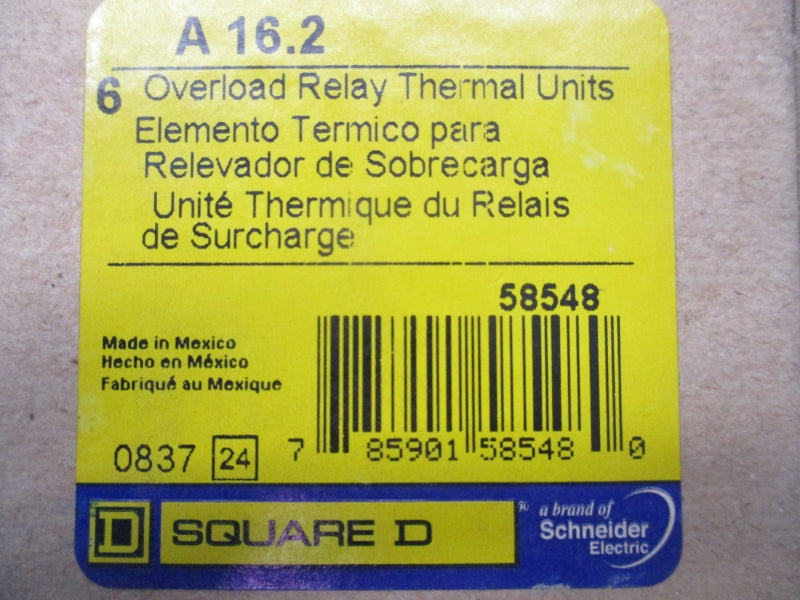 A 16.2
6 Overload Relay Thermal Units
Elemento Termico para
Relevador de Sobrecarga
Unité Thermique du Relais
de Surcharge
58548
Made in Mexico
Hecho en México
Fabriqué au Mexique
0837 24
7 85901 58548 0
D SQUARE D ®
a brand of
Schneider
Electric